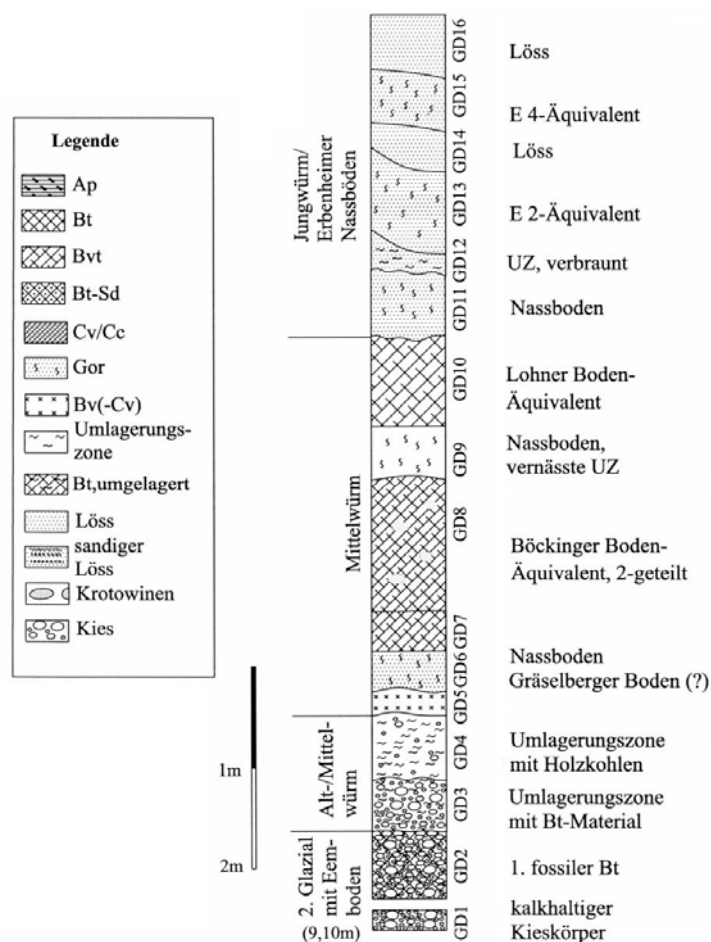 Legende
Ap
Bt
Bvt
Bt-Sd
Cv/Cc
Gor
Bv(-Cv)
Umlagerungs-
zone
Bt,umgelagert
Löss
sandiger
Löss
Krotowinen
Kies
1m
2m
Jungwürm/
Erbenheimer
Nassböden
Mittelwürm
Alt-/Mittel-
würm
2. Glazial
mit Eem-
boden
(9,10m)
GD16
GD15
GD14
GD13
GD12
GD11
GD10
GD9
GD8
GD7
GD6
GD5
GD4
GD3
GD2
GD1
Löss
E 4-Äquivalent
Löss
E 2-Äquivalent
UZ, verbraunt
Nassboden
Lohner Boden-
Äquivalent
Nassboden,
vernässte UZ
Böckinger Boden-
Äquivalent, 2-geteilt
Nassboden
Gräselberger Boden (?)
Umlagerungszone
mit Holzkohlen
Umlagerungszone
mit Bt-Material
1. fossiler Bt
kalkhaltiger
Kieskörper